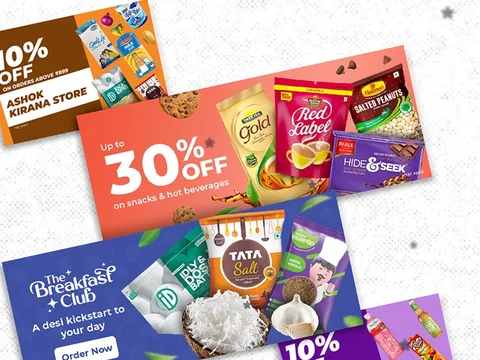 10%
OFF
ON ORDERS ABOVE ₹899
ASHOK
KIRANA STORE
Up to
30% OFF
on snacks & hot beverages
gold
Red
Label
Haldiram's
SALTED PEANUTS
PARLE
HIDE & SEEK
The
Breakfast
Club
A desi kickstart to
your day
Order Now
iD
IDLY
& DOSA
BATTER
TATA
Salt
10%